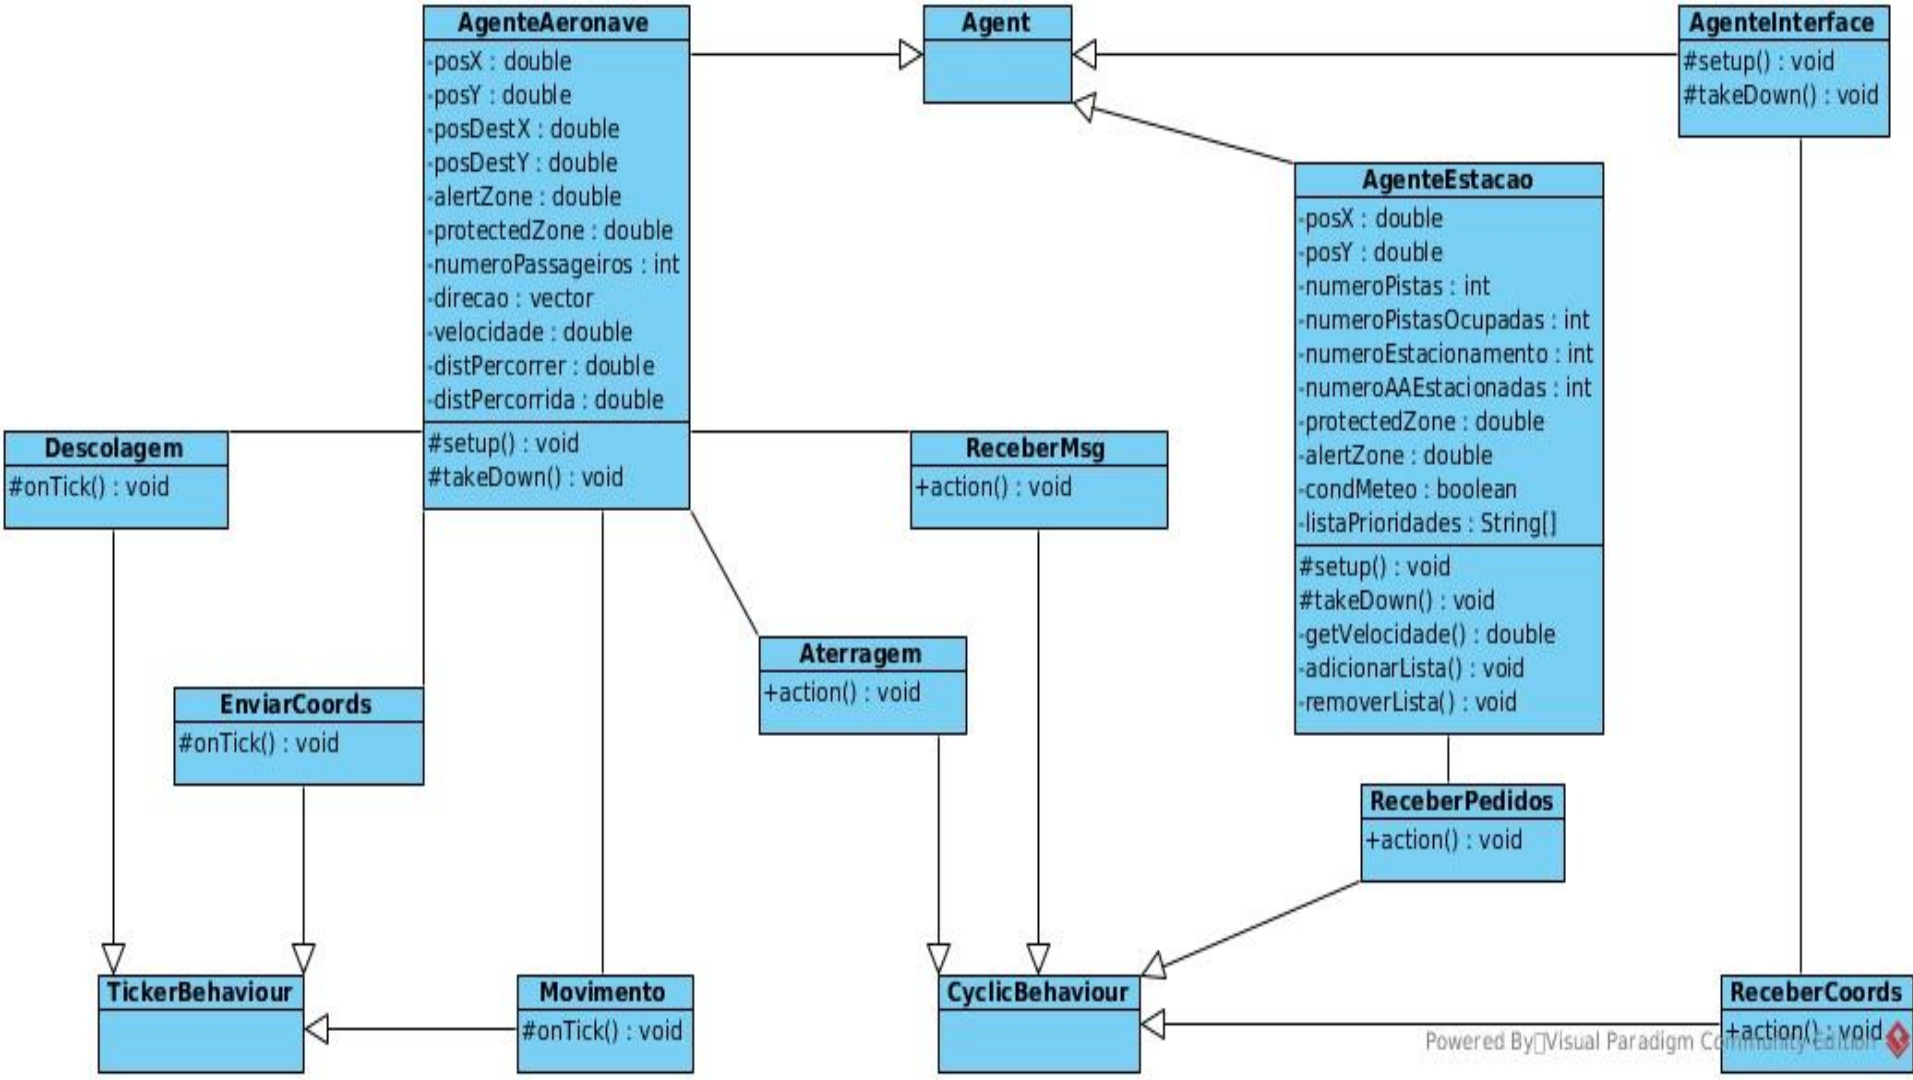 AgenteAeronave
-posX : double
-posY : double
-posDestX : double
-posDestY : double
-alertZone : double
-protectedZone : double
-numeroPassageiros : int
-direcao : vector
-velocidade : double
-distPercorrer : double
-distPercorrida : double
#setup() : void
#takeDown() : void
Agent
AgenteInterface
#setup() : void
#takeDown() : void
AgenteEstacao
-posX : double
-posY : double
-numeroPistas : int
-numeroPistasOcupadas : int
-numeroEstacionamento : int
-numeroAAEstacionadas : int
-protectedZone : double
-alertZone : double
-condMeteo : boolean
-listaPrioridades : String[]
#setup() : void
#takeDown() : void
-getVelocidade() : double
-adicionarLista() : void
-removerLista() : void
Descolagem
#onTick() : void
ReceberMsg
+action() : void
EnviarCoords
#onTick() : void
Aterragem
+action() : void
ReceberPedidos
+action() : void
TickerBehaviour
Movimento
#onTick() : void
CyclicBehaviour
ReceberCoords
+action() : void
Powered By Visual Paradigm Community Edition